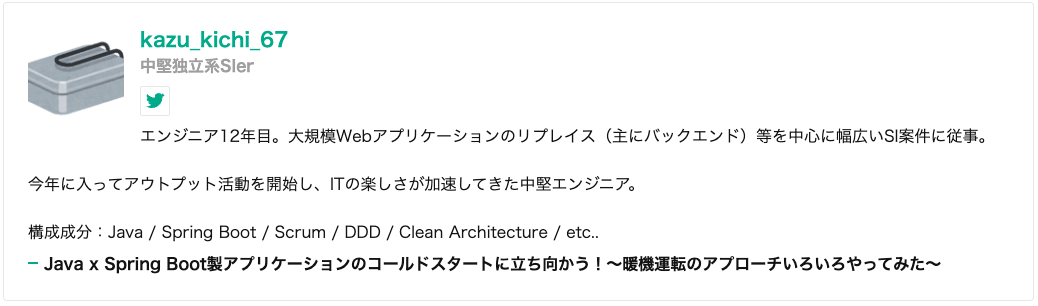 kazu_kichi_67
中堅独立系SIer
エンジニア12年目。大規模Webアプリケーションのリプレイス（主にバックエンド）等を中心に幅広いSI案件に従事。
今年に入ってアウトプット活動を開始し、ITの楽しさが加速してきた中堅エンジニア。
構成成分：Java / Spring Boot / Scrum / DDD / Clean Architecture / etc..
Java x Spring Boot製アプリケーションのコールドスタートに立ち向かう！〜暖機運転のアプローチいろいろやってみた〜